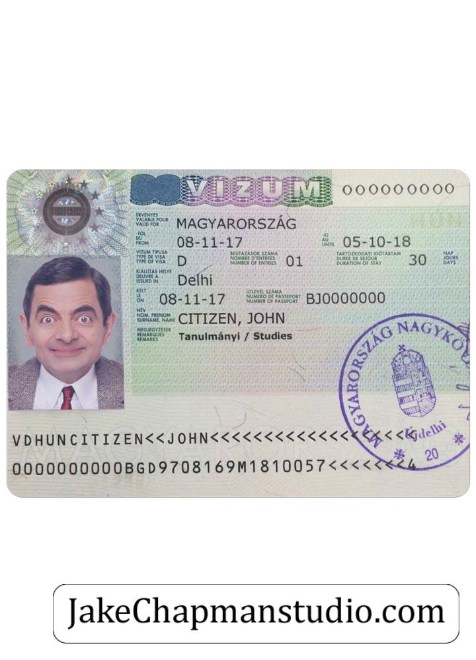 VIZUM 000000000
ÉRVÉNYES
VALABLE POUR
VALID FOR
MAGYARORSZÁG
TÓL
DU
FROM
08-11-17
IG
AU
UNTIL
05-10-18
VÍZUM TÍPUSA
TYPE DE VISA
TYPE OF VISA
D
BEUTAZÁSOK SZÁMA
NOMBRE D'ENTRÉES
NUMBER OF ENTRIES
01
TARTÓZKODÁSI IDŐTARTAM
DURÉE DE SÉJOUR
DURATION OF STAY
30
NAP
JOURS
DAYS
KIÁLLÍTÁS HELYE
DÉLIVRÉ À
ISSUED IN
Delhi
KELT
LE
ON
08-11-17
ÚTLEVÉL SZÁMA
NUMÉRO DE PASSEPORT
NUMBER OF PASSPORT
BJ0000000
NÉV
NOM, PRÉNOM
SURNAME, NAME
CITIZEN, JOHN
MEGJEGYZÉSEK
REMARQUES
REMARKS
Tanulmányi / Studies
MAGYARORSZÁG NAGYKÖV
Újdelhi
20
VDHUNCITIZEN<<JOHN<<<<<<<<<<<<<<<<<<
0000000000BGD9708169M1810057<<<<<<<4
JakeChapmanstudio.com